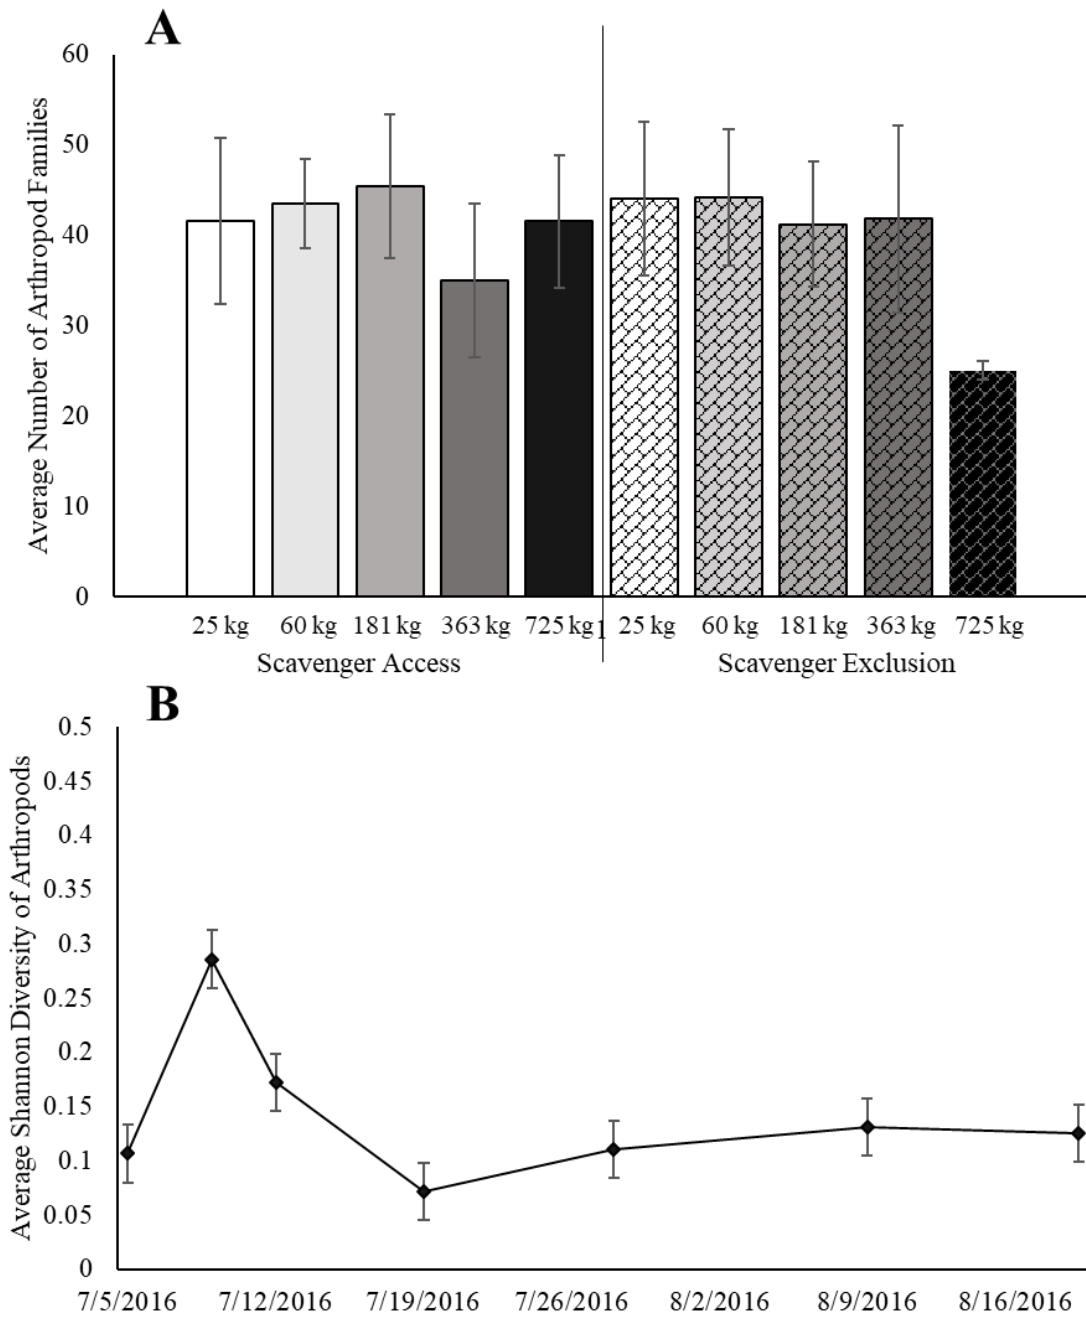 A
60
50
40
30
20
10
0
Average Number of Arthropod Families
25 kg 60 kg 181 kg 363 kg 725 kg 1 25 kg 60 kg 181 kg 363 kg 725 kg
Scavenger Access Scavenger Exclusion
B
0.5
0.45
0.4
0.35
0.3
0.25
0.2
0.15
0.1
0.05
0
Average Shannon Diversity of Arthropods
7/5/2016 7/12/2016 7/19/2016 7/26/2016 8/2/2016 8/9/2016 8/16/2016